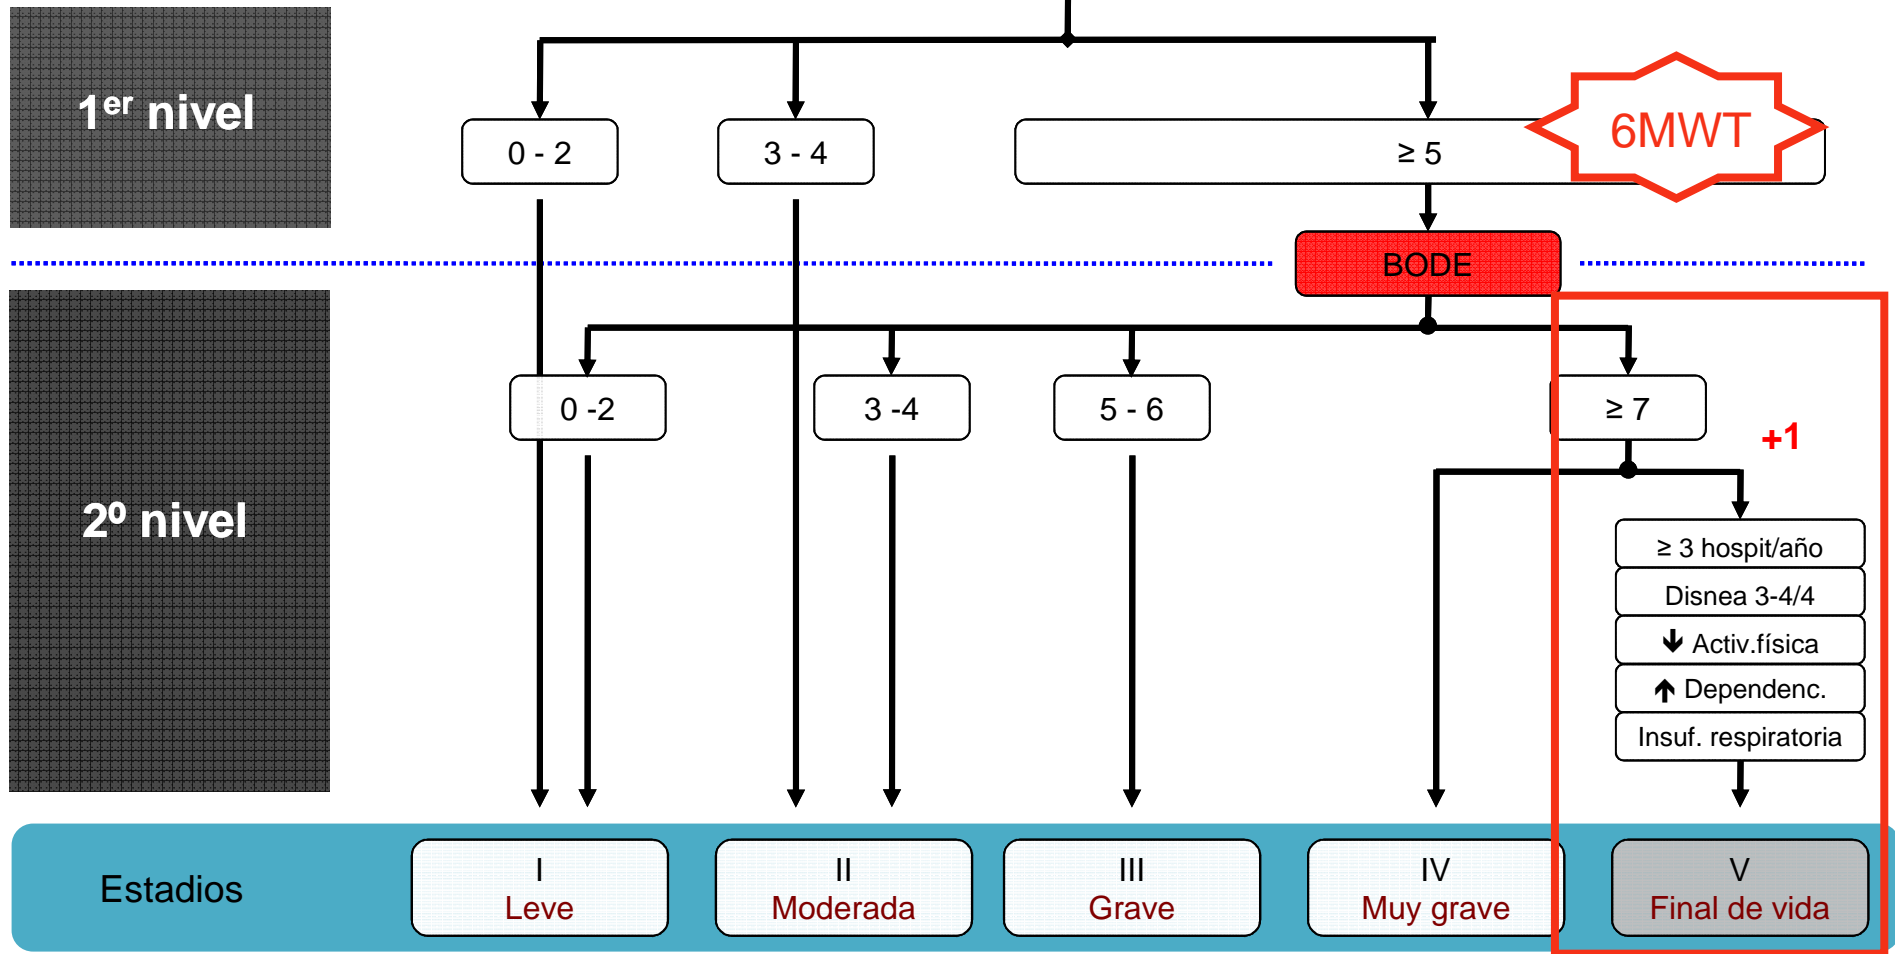 1er nivel
0 - 2
3 - 4
≥ 5
6MWT
BODE
0 -2
3 -4
5 - 6
≥ 7
+1
2º nivel
≥ 3 hospit/año
Disnea 3-4/4
🡻 Activ.física
🡹 Dependenc.
Insuf. respiratoria
Estadios
I
Leve
II
Moderada
III
Grave
IV
Muy grave
V
Final de vida